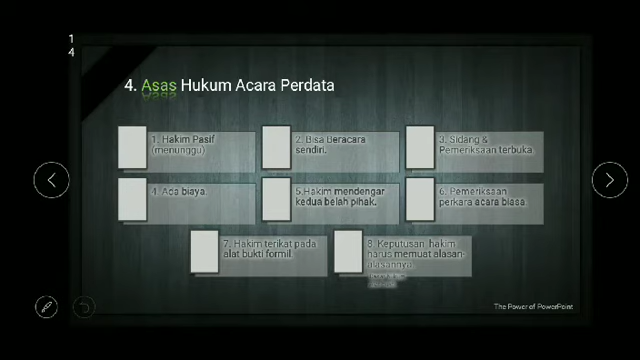 1
4
4. Asas Hukum Acara Perdata
1. Hakim Pasif
(menunggu)
2. Bisa Beracara
sendiri.
3. Sidang &
Pemeriksaan terbuka.
4. Ada biaya.
5.Hakim mendengar
kedua belah pihak.
6. Pemeriksaan
perkara acara biasa.
7. Hakim terikat pada
alat bukti formil.
8. Keputusan hakim
harus memuat alasan-
alasannya.
The Power of PowerPoint